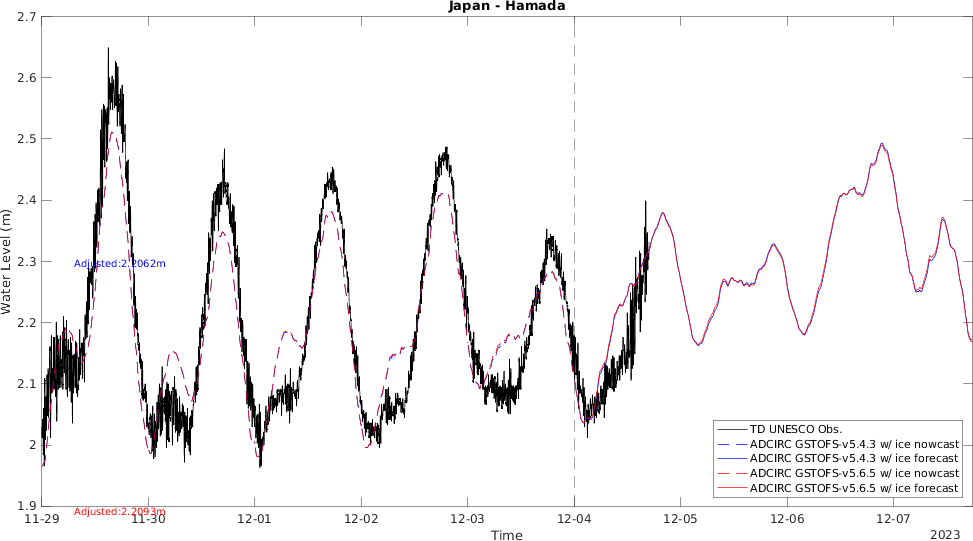 Japan - Hamada
2.7
2.6
2.5
2.4
2.3
2.2
2.1
2
1.9
Water Level (m)
Adjusted:2.2062m
Adjusted:2.2093m
TD UNESCO Obs.
ADCIRC GSTOFS-v5.4.3 w/ ice nowcast
ADCIRC GSTOFS-v5.4.3 w/ ice forecast
ADCIRC GSTOFS-v5.6.5 w/ ice nowcast
ADCIRC GSTOFS-v5.6.5 w/ ice forecast
11-29 11-30 12-01 12-02 12-03 12-04 12-05 12-06 12-07
Time
2023